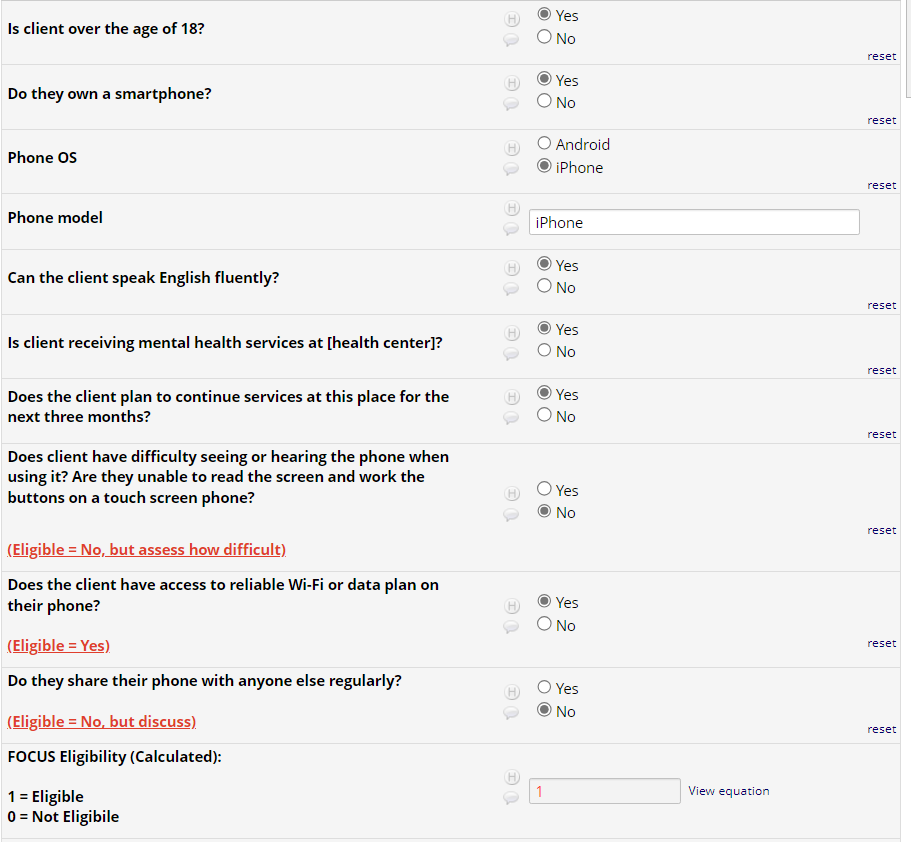 Is client over the age of 18?
H
Yes
No
reset
Do they own a smartphone?
H
Yes
No
reset
Phone OS
H
Android
iPhone
reset
Phone model
H
iPhone
Can the client speak English fluently?
H
Yes
No
reset
Is client receiving mental health services at [health center]?
H
Yes
No
reset
Does the client plan to continue services at this place for the
next three months?
H
Yes
No
reset
Does client have difficulty seeing or hearing the phone when
using it? Are they unable to read the screen and work the
buttons on a touch screen phone?
(Eligible = No, but assess how difficult)
H
Yes
No
reset
Does the client have access to reliable Wi-Fi or data plan on
their phone?
(Eligible = Yes)
H
Yes
No
reset
Do they share their phone with anyone else regularly?
(Eligible = No, but discuss)
H
Yes
No
reset
FOCUS Eligibility (Calculated):
1 = Eligible
0 = Not Eligibile
H
1
View equation